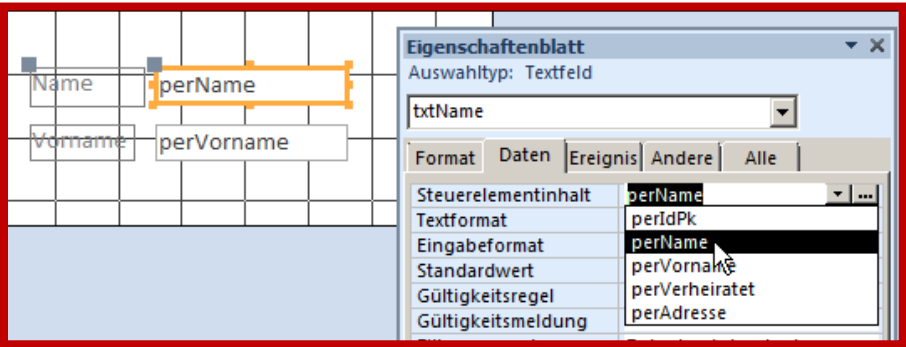 Name perName
Vorname perVorname
Eigenschaftenblatt
Auswahltyp: Textfeld
txtName
Format Daten Ereignis Andere Alle
Steuerelementinhalt perName
Textformat
Eingabeformat
Standardwert
Gültigkeitsregel
Gültigkeitsmeldung
perIdPk
perName
perVorname
perVerheiratet
perAdresse